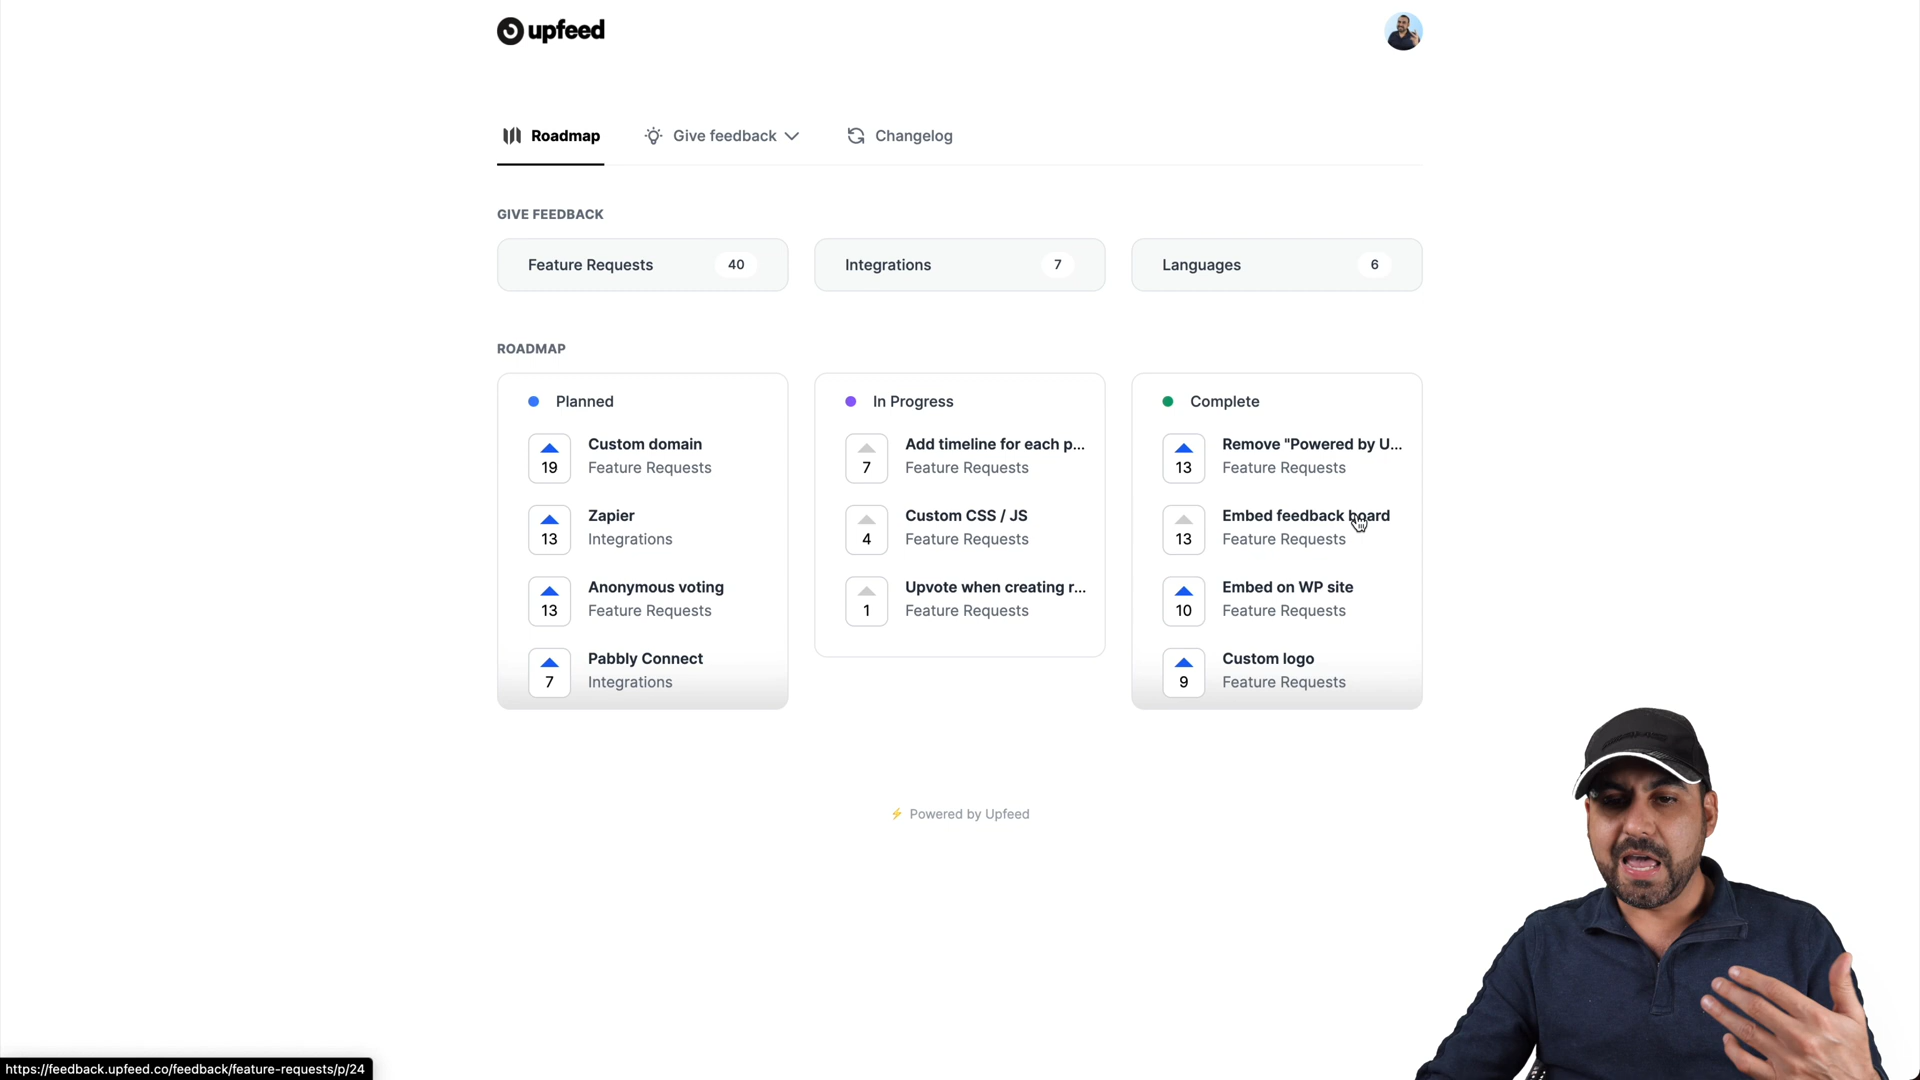 upfeed
Roadmap
Give feedback
Changelog
GIVE FEEDBACK
Feature Requests 40
Integrations 7
Languages 6
ROADMAP
Planned
Custom domain
19 Feature Requests
Zapier
13 Integrations
Anonymous voting
13 Feature Requests
Pabbly Connect
7 Integrations
In Progress
Add timeline for each p...
7 Feature Requests
Custom CSS / JS
4 Feature Requests
Upvote when creating r...
1 Feature Requests
Complete
Remove "Powered by U...
13 Feature Requests
Embed feedback board
13 Feature Requests
Embed on WP site
10 Feature Requests
Custom logo
9 Feature Requests
Powered by Upfeed
https://feedback.upfeed.co/feedback/feature-requests/p/24